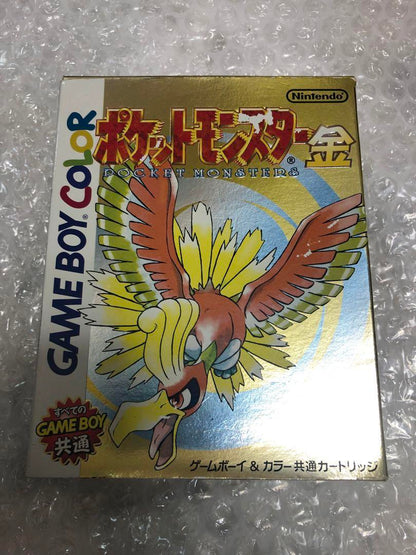 Nintendo
ポケットモンスター金
POCKET MONSTERS
GAME BOY COLOR
すべての
GAME BOY
共通
ゲームボーイ & カラー共通カートリッジ